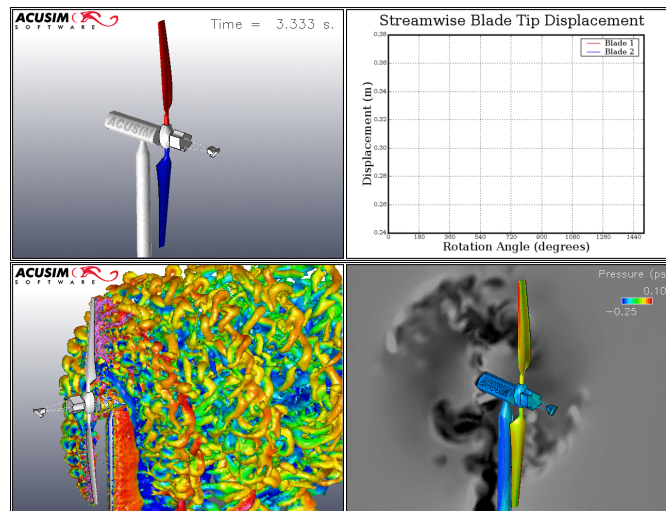 ACUSIM
SOFTWARE
Time = 3.333 s.
ACUSIM
Streamwise Blade Tip Displacement
Blade 1
Blade 2
Displacement (m)
0.38
0.36
0.34
0.32
0.30
0.28
0.26
0.24
0 180 360 540 720 900 1080 1260 1440
Rotation Angle (degrees)
ACUSIM
SOFTWARE
Pressure (ps
0.10
−0.25
ACUSIM